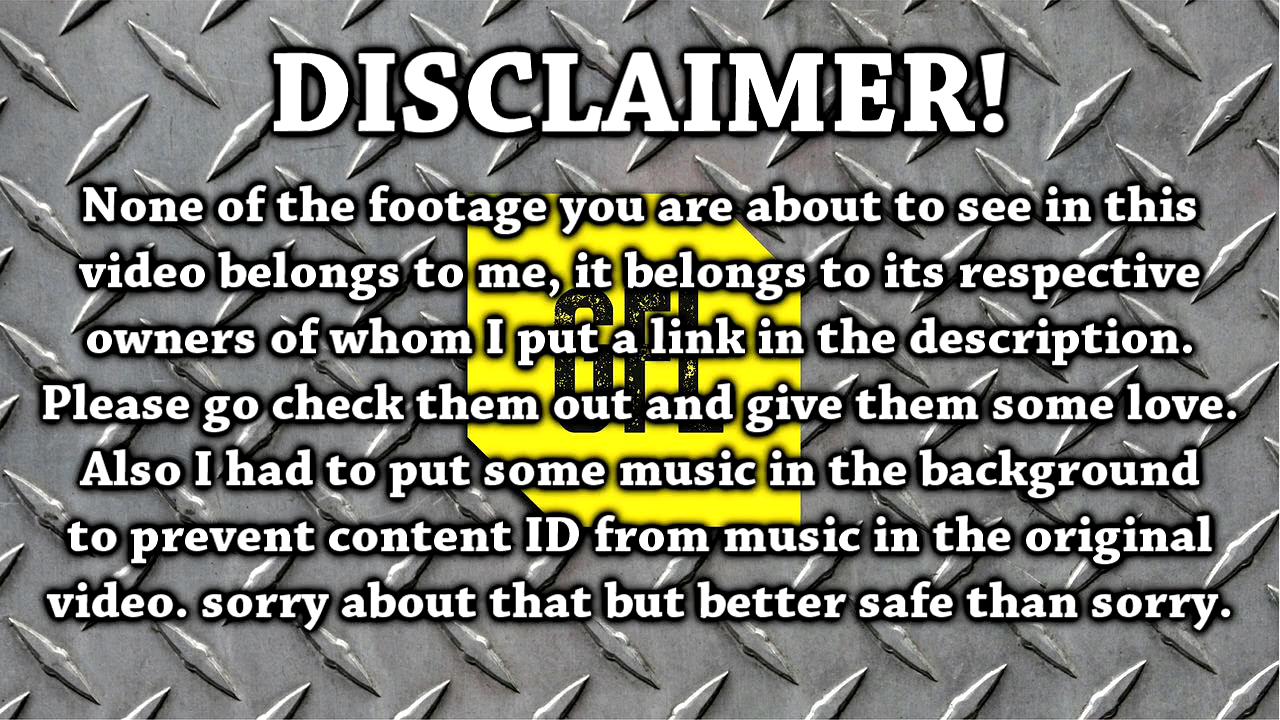 DISCLAIMER!
None of the footage you are about to see in this
video belongs to me, it belongs to its respective
owners of whom I put a link in the description.
Please go check them out and give them some love.
Also I had to put some music in the background
to prevent content ID from music in the original
video. sorry about that but better safe than sorry.
GFL